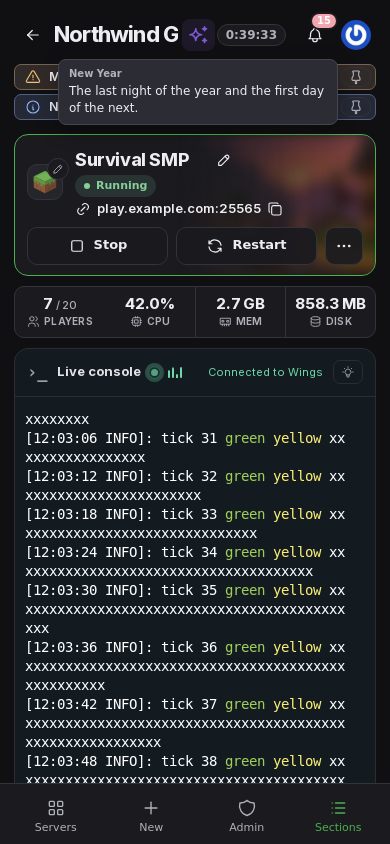 Northwind G
0:39:33
15
New Year
The last night of the year and the first day
of the next.
Survival SMP
Running
play.example.com:25565
Stop
Restart
7 / 20
PLAYERS
42.0%
CPU
2.7 GB
MEM
858.3 MB
DISK
Live console
Connected to Wings
xxxxxxxx
[12:03:06 INFO]: tick 31 green yellow xx
xxxxxxxxxxxxxxx
[12:03:12 INFO]: tick 32 green yellow xx
xxxxxxxxxxxxxxxxxxxxxx
[12:03:18 INFO]: tick 33 green yellow xx
xxxxxxxxxxxxxxxxxxxxxxxxxxxxx
[12:03:24 INFO]: tick 34 green yellow xx
xxxxxxxxxxxxxxxxxxxxxxxxxxxxxxxxxxxx
[12:03:30 INFO]: tick 35 green yellow xx
xxxxxxxxxxxxxxxxxxxxxxxxxxxxxxxxxxxxxxxx
xxx
[12:03:36 INFO]: tick 36 green yellow xx
xxxxxxxxxxxxxxxxxxxxxxxxxxxxxxxxxxxxxxxx
xxxxxxxxxx
[12:03:42 INFO]: tick 37 green yellow xx
xxxxxxxxxxxxxxxxxxxxxxxxxxxxxxxxxxxxxxxx
xxxxxxxxxxxxxxxxx
[12:03:48 INFO]: tick 38 green yellow xx
xxxxxxxxxxxxxxxxxxxxxxxxxxxxxxxxxxxxxxxx
Servers
New
Admin
Sections